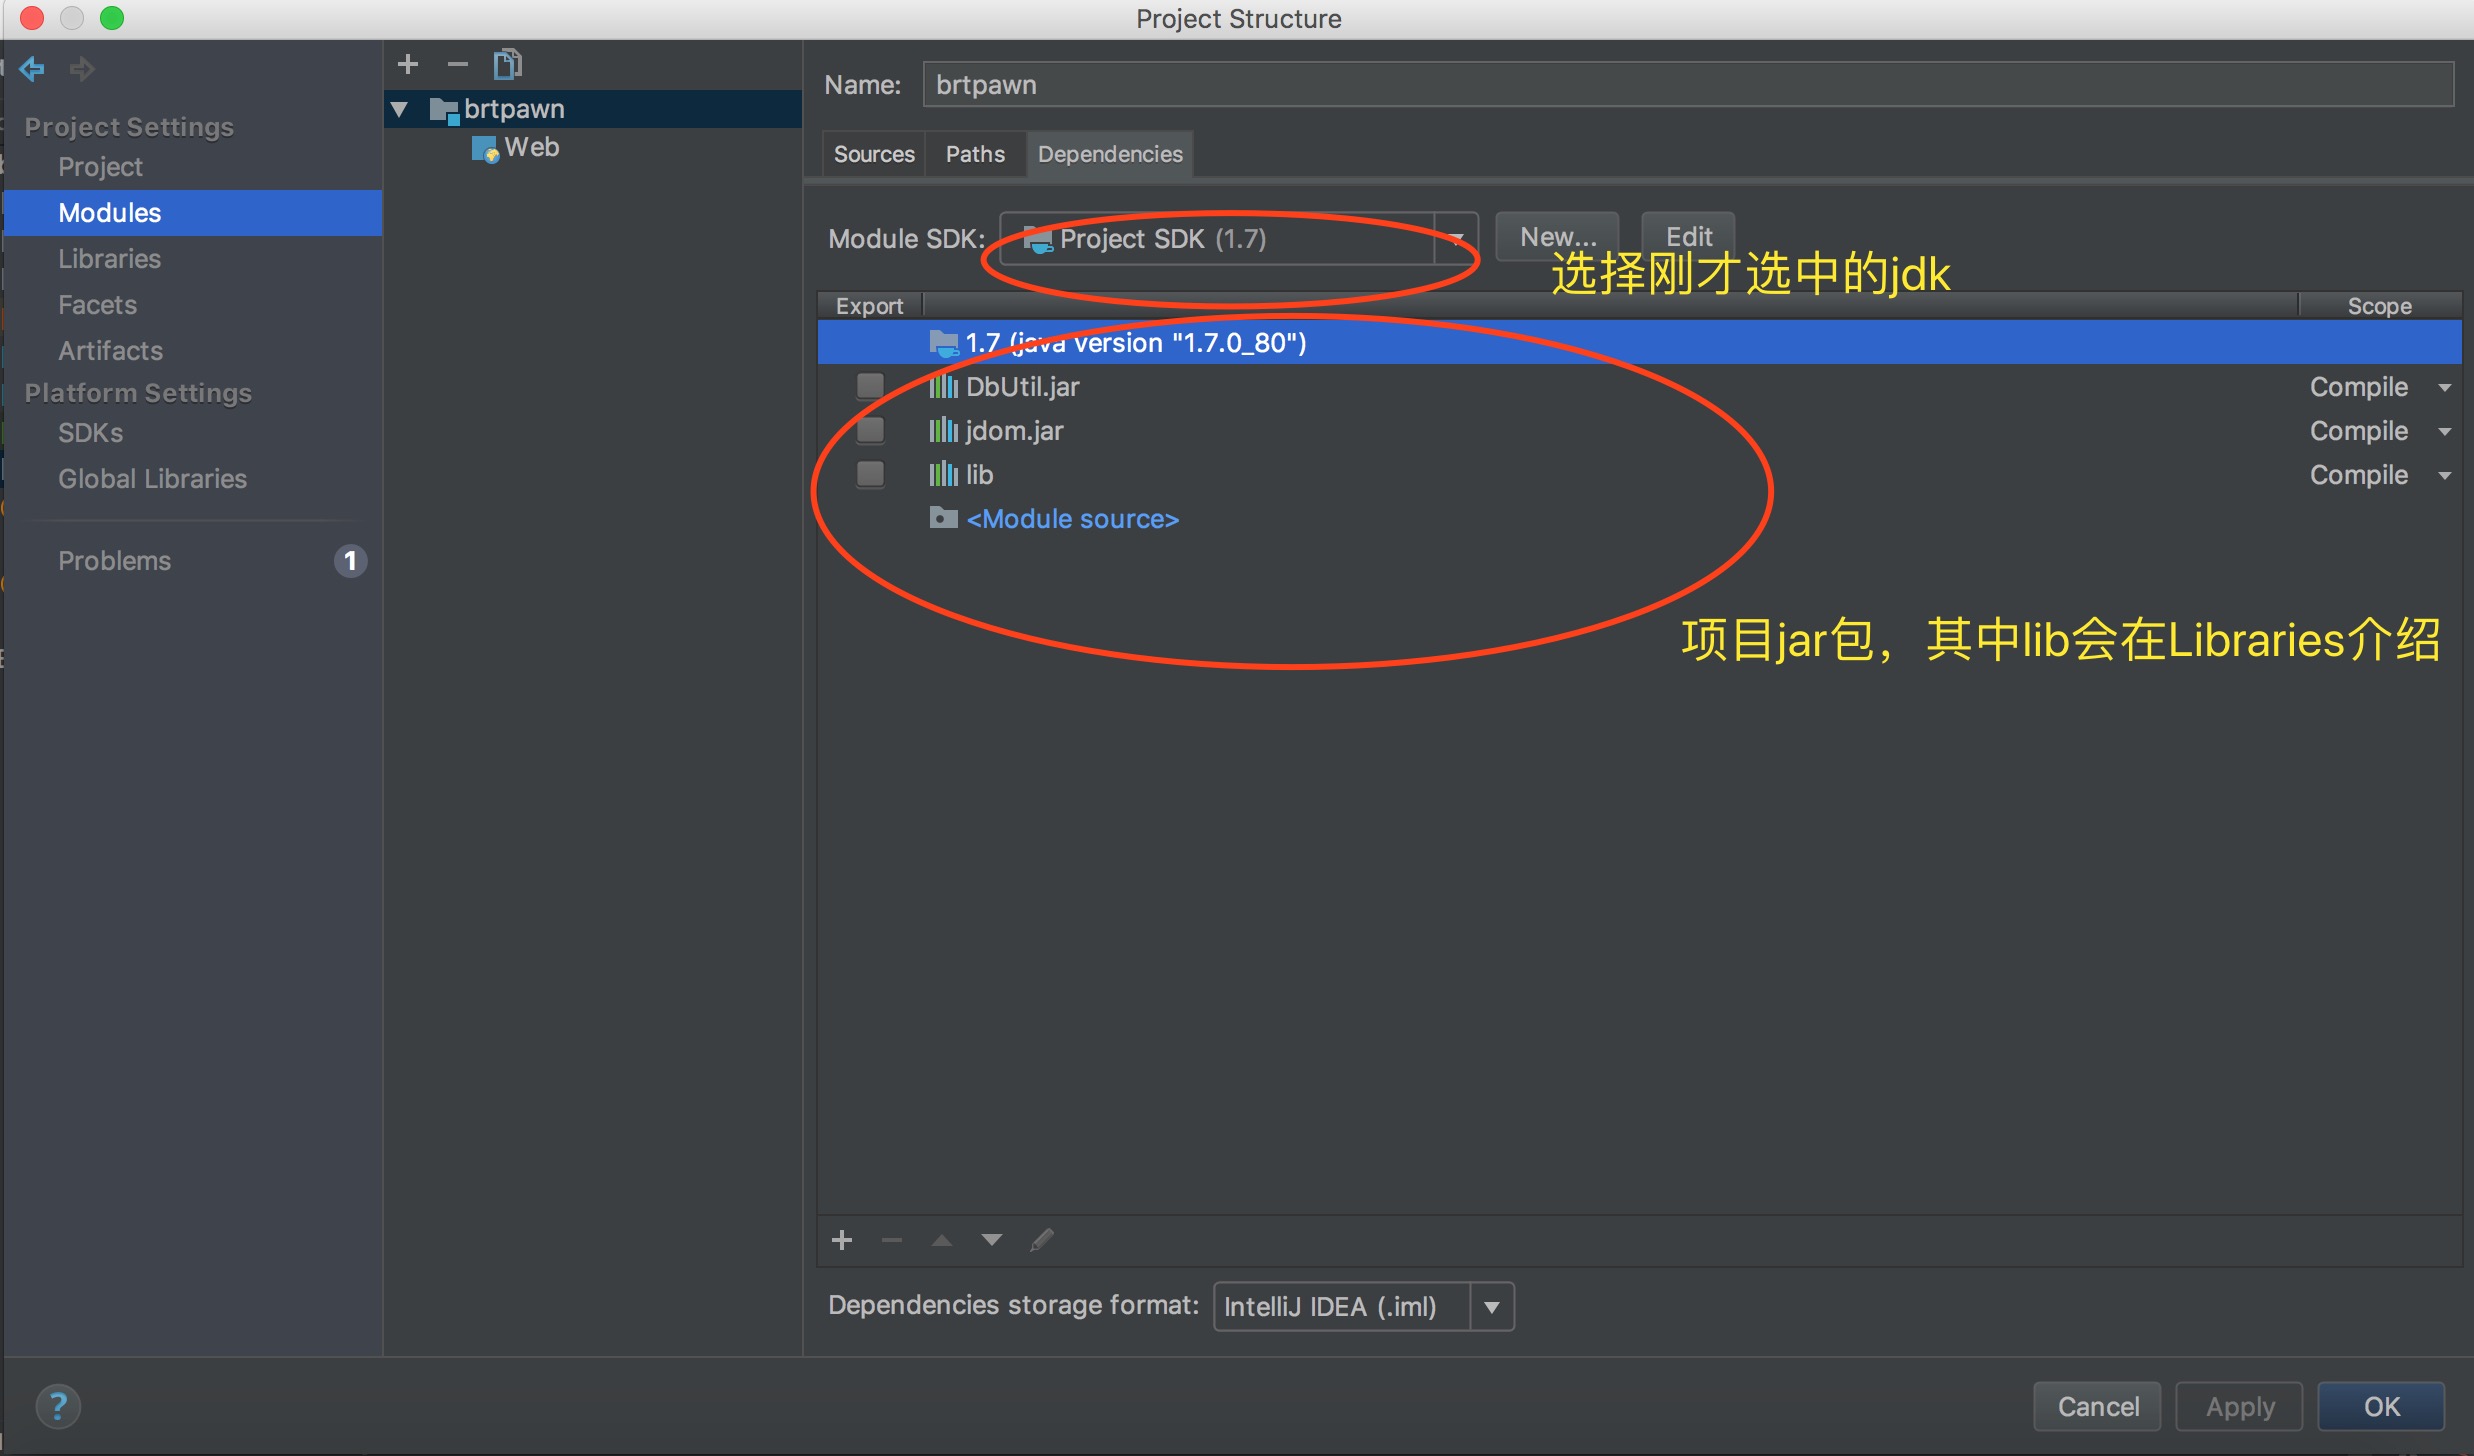 Project Structure
Project Settings
Project
Modules
Libraries
Facets
Artifacts
Platform Settings
SDKs
Global Libraries
Problems 1
brtpawn
Web
Name: brtpawn
Sources Paths Dependencies
Module SDK: Project SDK (1.7) New... Edit
选择刚才选中的jdk
Export Scope
1.7 (java version "1.7.0_80")
DbUtil.jar Compile
jdom.jar Compile
lib Compile
<Module source>
项目jar包，其中lib会在Libraries介绍
Dependencies storage format: IntelliJ IDEA (.iml)
? Cancel Apply OK